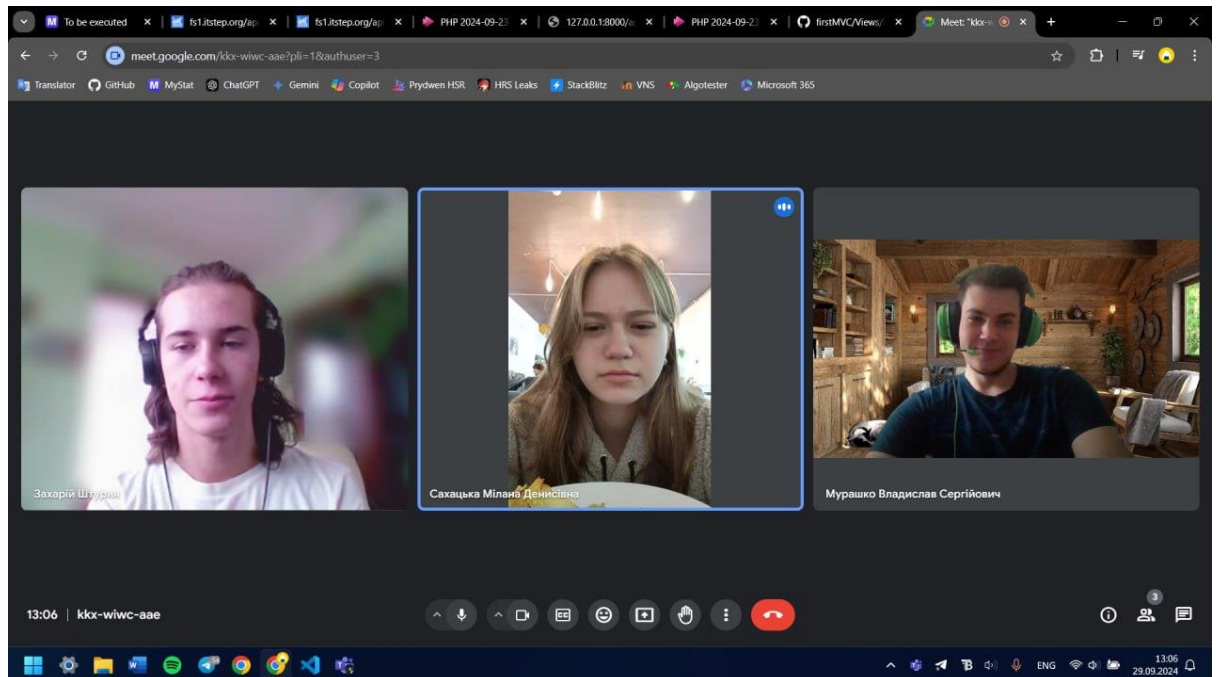 To be executed
fs1.itstep.org/ap
fs1.itstep.org/ap
PHP 2024-09-23
127.0.0.1:8000/a
PHP 2024-09-23
firstMVC/Views/
Meet: "kkx-w
meet.google.com/kkx-wiwc-aae?pli=1&authuser=3
Translator GitHub MyStat ChatGPT Gemini Copilot Prydwen HSR HRS Leaks StackBlitz VNS Algotester Microsoft 365
Захарій Штурин
Сахацька Мілана Денисівна
Мурашко Владислав Сергійович
13:06 | kkx-wiwc-aae
3
ENG
13:06
29.09.2024